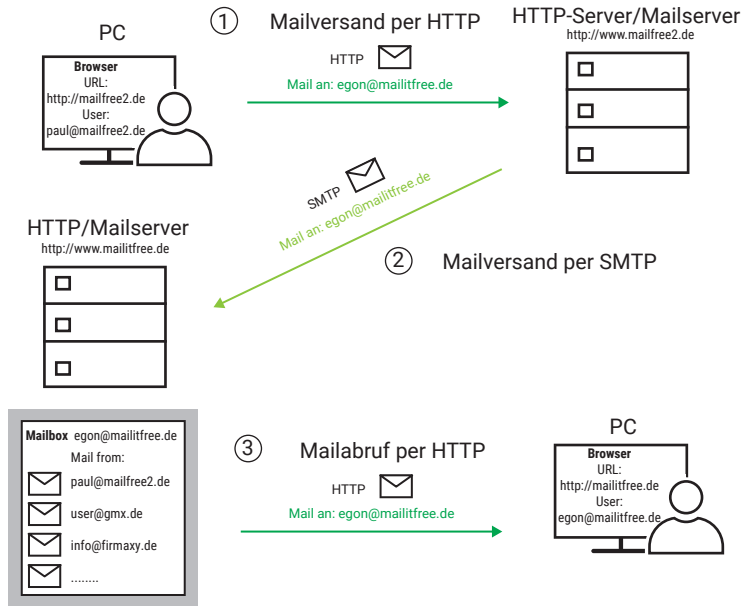 PC
Browser
URL:
http://mailfree2.de
User:
paul@mailfree2.de
1 Mailversand per HTTP
HTTP
Mail an: egon@mailitfree.de
HTTP-Server/Mailserver
http://www.mailfree2.de
SMTP
Mail an: egon@mailitfree.de
2 Mailversand per SMTP
HTTP/Mailserver
http://www.mailitfree.de
Mailbox egon@mailitfree.de
Mail from:
paul@mailfree2.de
user@gmx.de
info@firmaxy.de
........
3 Mailabruf per HTTP
HTTP
Mail an: egon@mailitfree.de
PC
Browser
URL:
http://mailitfree.de
User:
egon@mailitfree.de